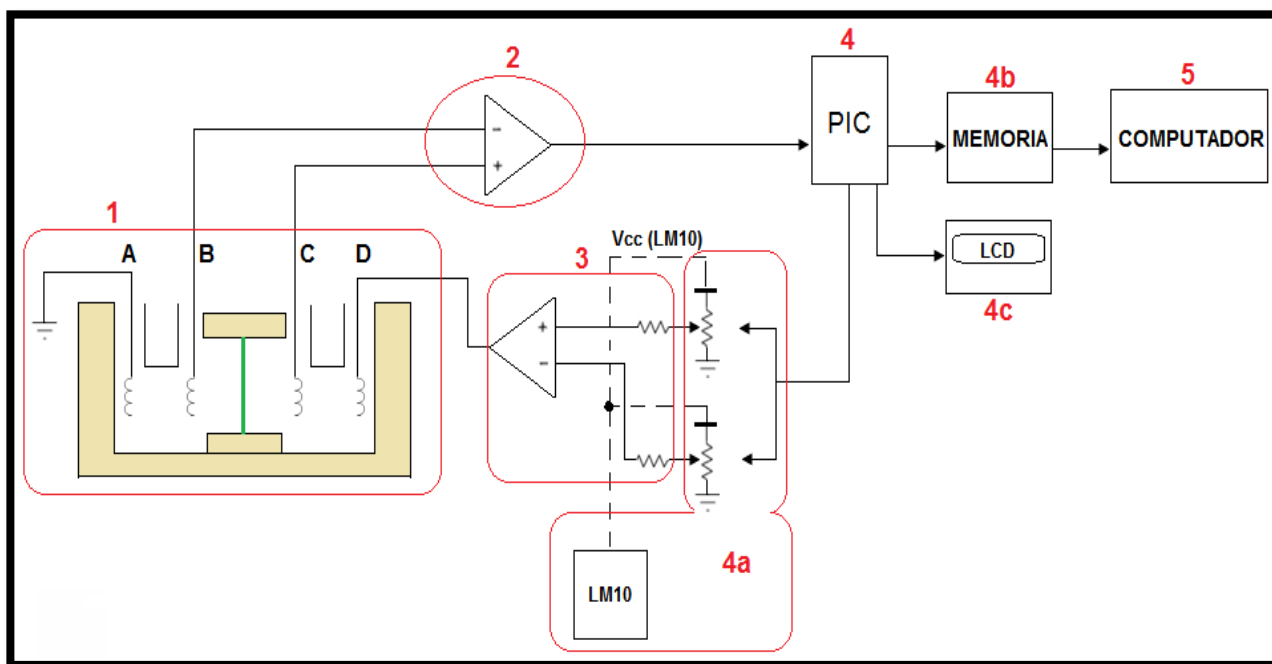 4
2
4b
5
PIC
MEMORIA
COMPUTADOR
-
+
1
A B C D
Vcc (LM10)
3
LCD
4c
+
-
4a
LM10